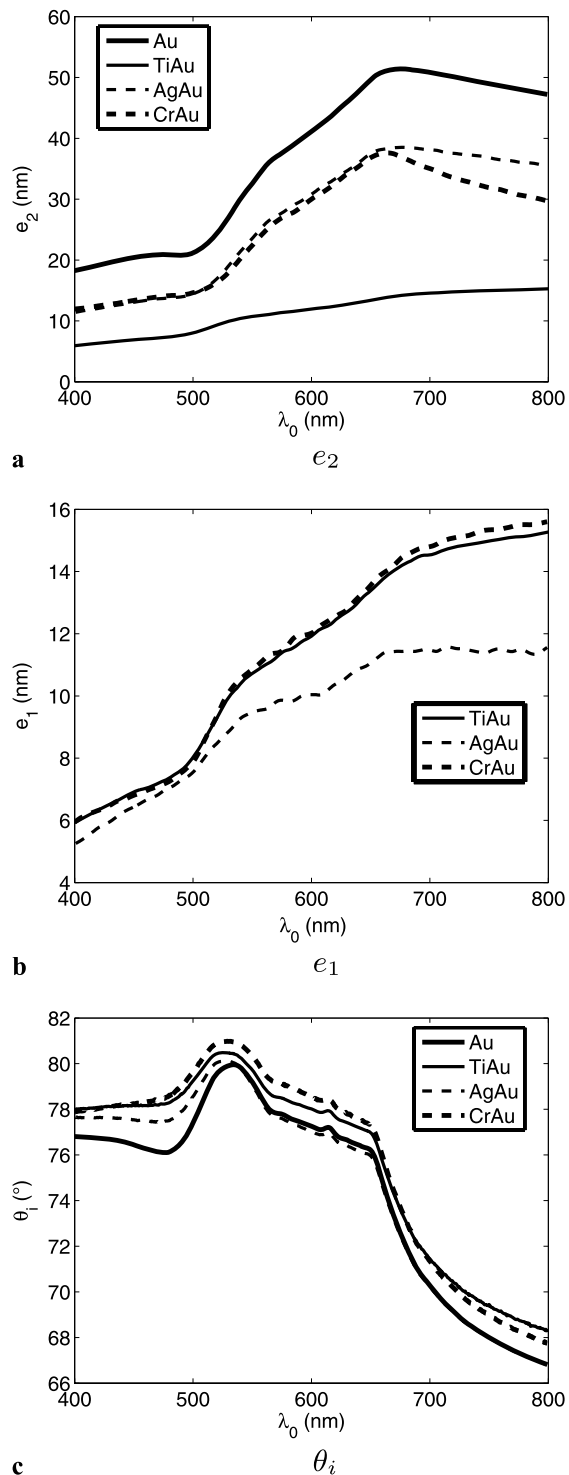 60
50
40
30
20
10
0
e2 (nm)
Au
TiAu
AgAu
CrAu
400 500 600 700 800
λ0 (nm)
a e2
16
14
12
10
8
6
4
e1 (nm)
TiAu
AgAu
CrAu
400 500 600 700 800
λ0 (nm)
b e1
82
80
78
76
74
72
70
68
66
θi (°)
Au
TiAu
AgAu
CrAu
400 500 600 700 800
λ0 (nm)
c θi